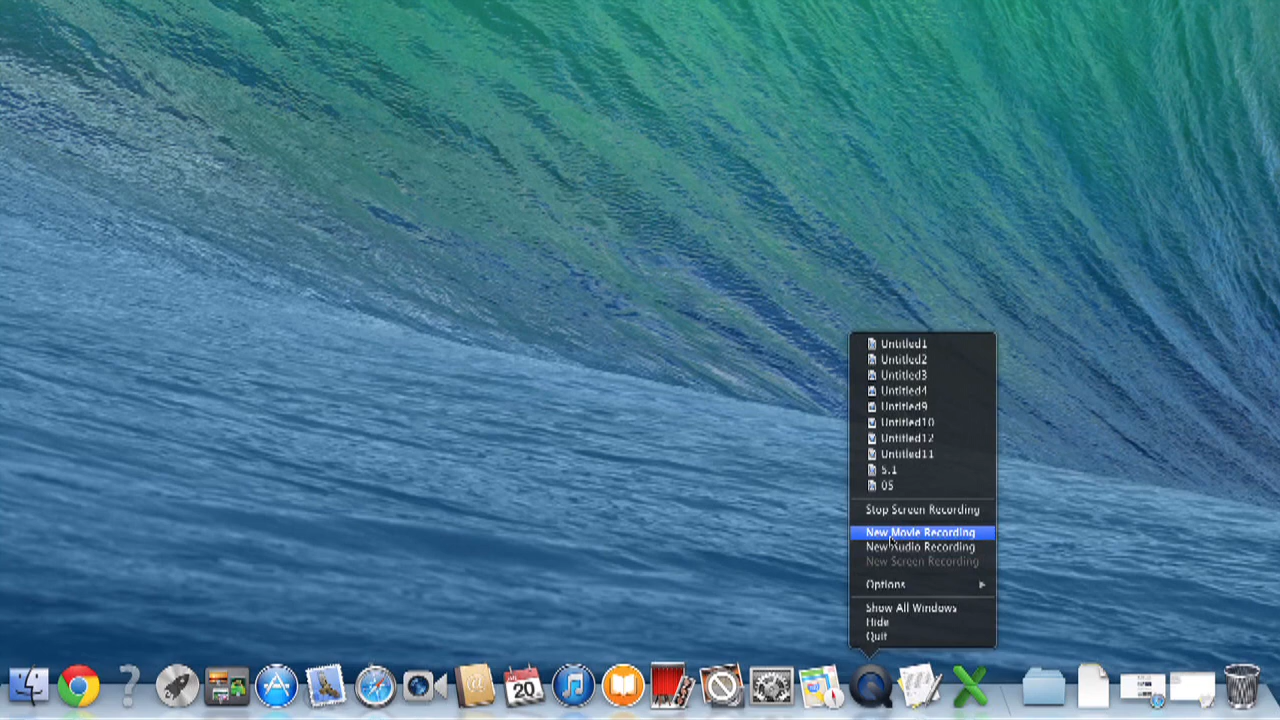 Untitled1
Untitled2
Untitled3
Untitled4
Untitled9
Untitled10
Untitled12
Untitled11
5.1
05
Stop Screen Recording
New Movie Recording
New Audio Recording
New Screen Recording
Options
Show All Windows
Hide
Quit
20